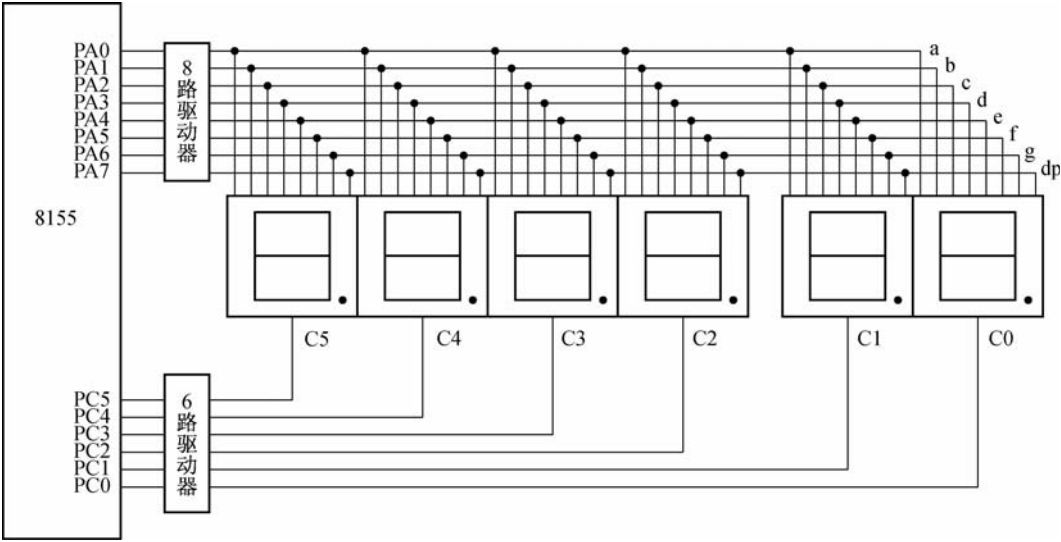 PA0
PA1
PA2
PA3
PA4
PA5
PA6
PA7
8
路
驱
动
器
a
b
c
d
e
f
g
dp
8155
C5
C4
C3
C2
C1
C0
PC5
PC4
PC3
PC2
PC1
PC0
6
路
驱
动
器